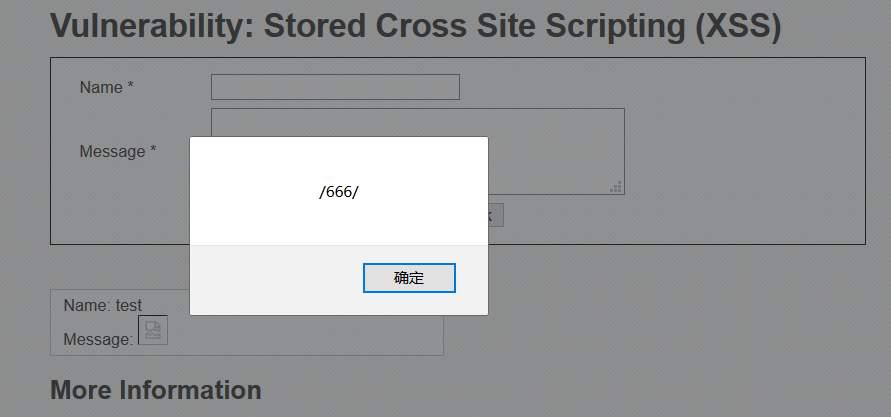 Vulnerability: Stored Cross Site Scripting (XSS)
Name *
Message *
/666/
确定
Name: test
Message:
More Information